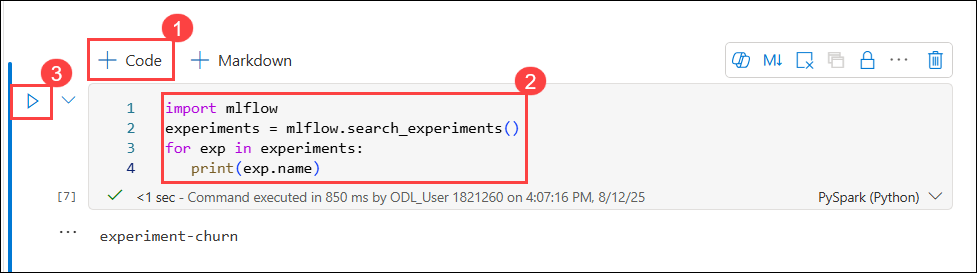 1
+ Code + Markdown
M↓
3
2
1 import mlflow
2 experiments = mlflow.search_experiments()
3 for exp in experiments:
4 print(exp.name)
[7] <1 sec - Command executed in 850 ms by ODL_User 1821260 on 4:07:16 PM, 8/12/25 PySpark (Python)
experiment-churn